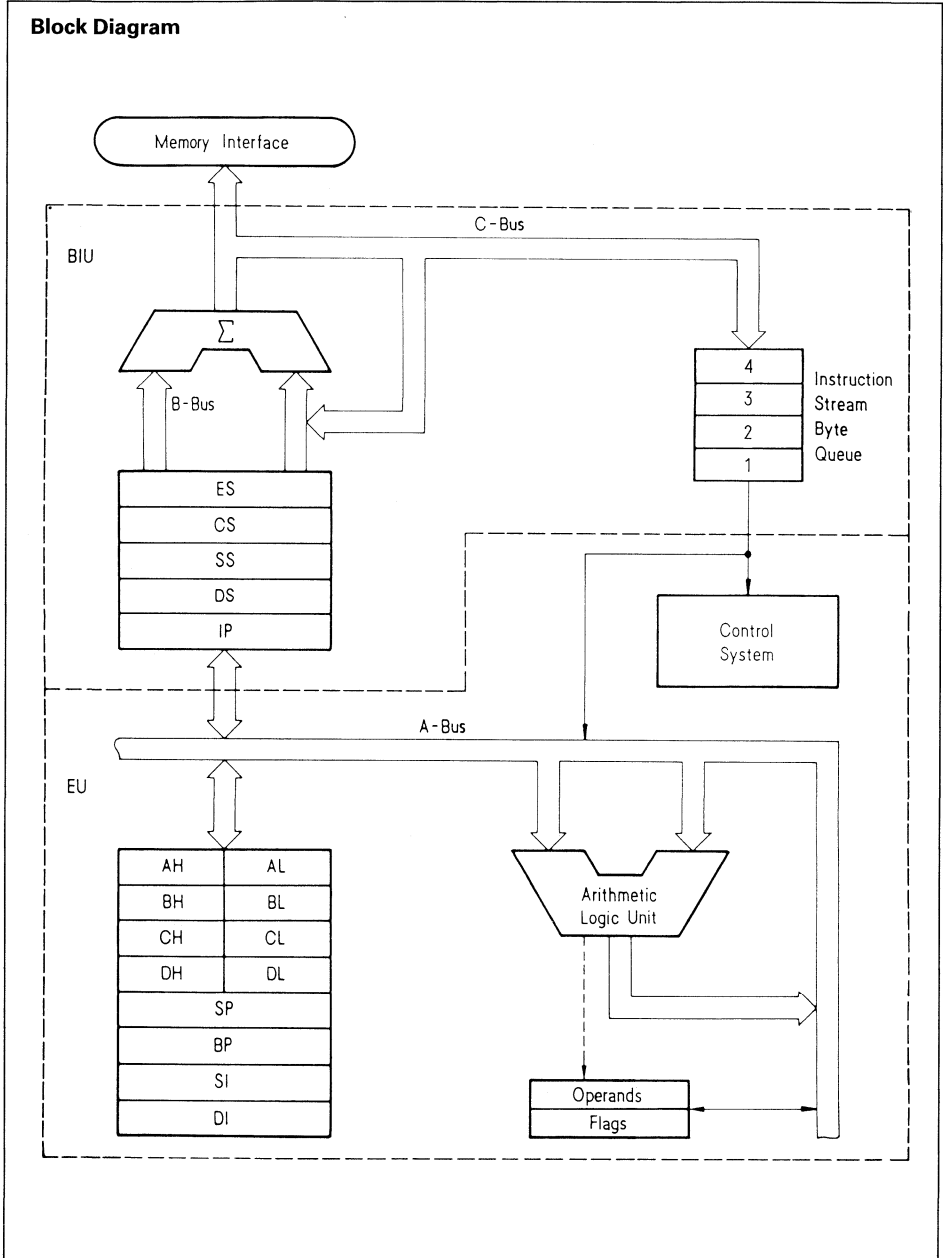 Block Diagram
Memory Interface
C-Bus
BIU
Σ
B-Bus
4
3
2
1
Instruction
Stream
Byte
Queue
ES
CS
SS
DS
IP
Control
System
A-Bus
EU
AH AL
BH BL
CH CL
DH DL
SP
BP
SI
DI
Arithmetic
Logic Unit
Operands
Flags